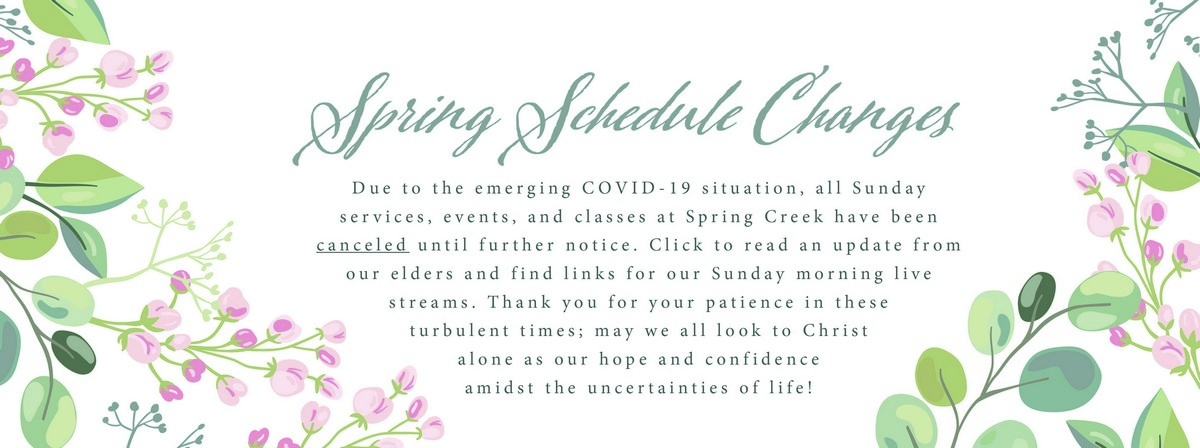 Spring Schedule Changes
Due to the emerging COVID-19 situation, all Sunday
services, events, and classes at Spring Creek have been
canceled until further notice. Click to read an update from
our elders and find links for our Sunday morning live
streams. Thank you for your patience in these
turbulent times; may we all look to Christ
alone as our hope and confidence
amidst the uncertainties of life!